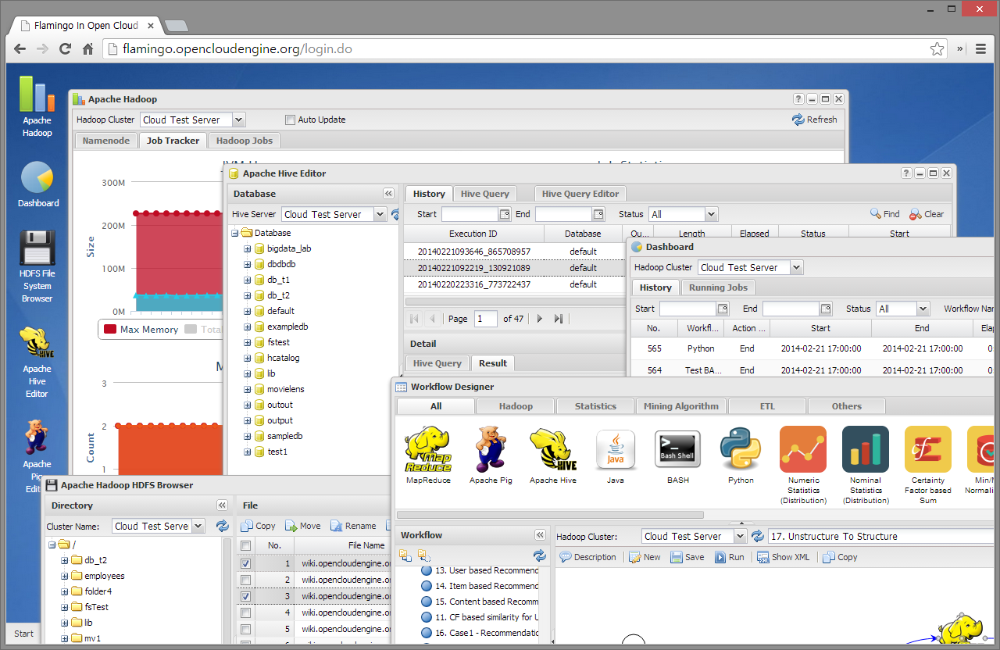 Flamingo In Open Cloud
flamingo.opencloudengine.org/login.do
Apache
Hadoop
Dashboard
HDFS File
System
Browser
Apache
Hive
Editor
Apache
Pig
Start
Apache Hadoop
Hadoop Cluster Cloud Test Server Auto Update Refresh
Namenode Job Tracker Hadoop Jobs
300M
200M
100M
0M
Size
Max Memory
3
2
1
Count
Apache Hive Editor
Database
Hive Server Cloud Test Server
Database
bigdata_lab
dbdbdb
db_t1
db_t2
default
exampledb
fstest
hcatalog
lib
movielens
outout
output
sampledb
test1
History Hive Query Hive Query Editor
Start End Status All Find Clear
Execution ID Database Ou... Length Elapsed Status Start
20140221093646_865708957 default
20140221092219_130921089 default
20140220223316_773722437 default
Page 1 of 47
Detail
Hive Query Result
Dashboard
Hadoop Cluster Cloud Test Server
History Running Jobs
Start End Status All Workflow
No. Workfl... Action ... Start End
565 Python End 2014-02-21 17:00:00 2014-02-21 17:00:00 0
564 Test BA... End 2014-02-21 17:00:00 2014-02-21 17:00:00 0
Workflow Designer
All Hadoop Statistics Mining Algorithm ETL Others
Map
Reduce
HIVE
Java
Bash Shell
MapReduce Apache Pig Apache Hive Java BASH Python
Numeric
Statistics
(Distribution)
Nominal
Statistics
(Distribution)
cf
Certainty
Factor based
Sum
Workflow
13. User based Recommend
14. Item based Recommend
15. Content based Recomm
11. CF based similarity for
16. Case1 - Recommendatio
Hadoop Cluster: Cloud Test Server 17. Unstructure To Structure
Description New Save Run Show XML Copy
Apache Hadoop HDFS Browser
Directory
Cluster Name: Cloud Test Serve
/
db_t2
employees
folder4
fsTest
lib
mv1
File
Copy Move Rename
No. File Name
1 wiki.opencloudengine.o
2 wiki.opencloudengine.o
3 wiki.opencloudengine.o
4 wiki.opencloudengine.o
5 wiki.opencloudengine.o